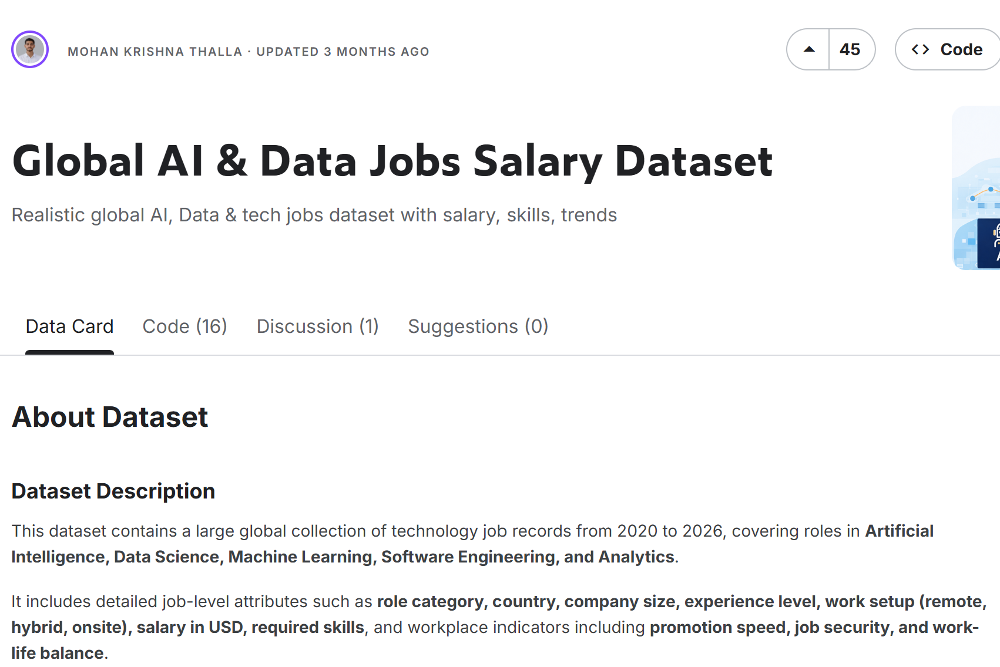 MOHAN KRISHNA THALLA · UPDATED 3 MONTHS AGO
45
<> Code
Global AI & Data Jobs Salary Dataset
Realistic global AI, Data & tech jobs dataset with salary, skills, trends
Data Card
Code (16)
Discussion (1)
Suggestions (0)
About Dataset
Dataset Description
This dataset contains a large global collection of technology job records from 2020 to 2026, covering roles in Artificial
Intelligence, Data Science, Machine Learning, Software Engineering, and Analytics.
It includes detailed job-level attributes such as role category, country, company size, experience level, work setup (remote,
hybrid, onsite), salary in USD, required skills, and workplace indicators including promotion speed, job security, and work-
life balance.